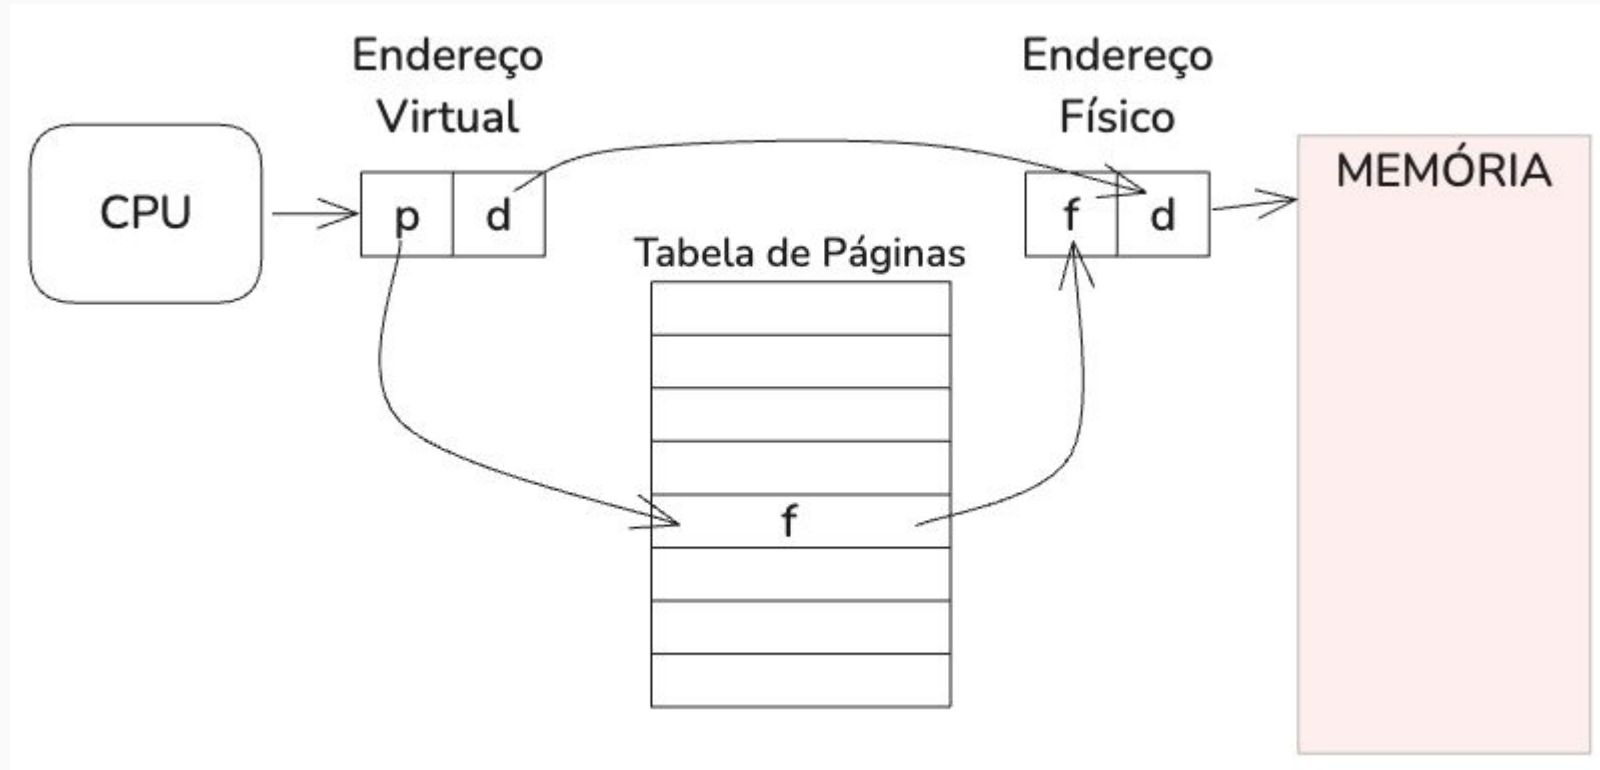 Endereço
Virtual
Endereço
Físico
CPU
p
d
f
d
MEMÓRIA
Tabela de Páginas
f